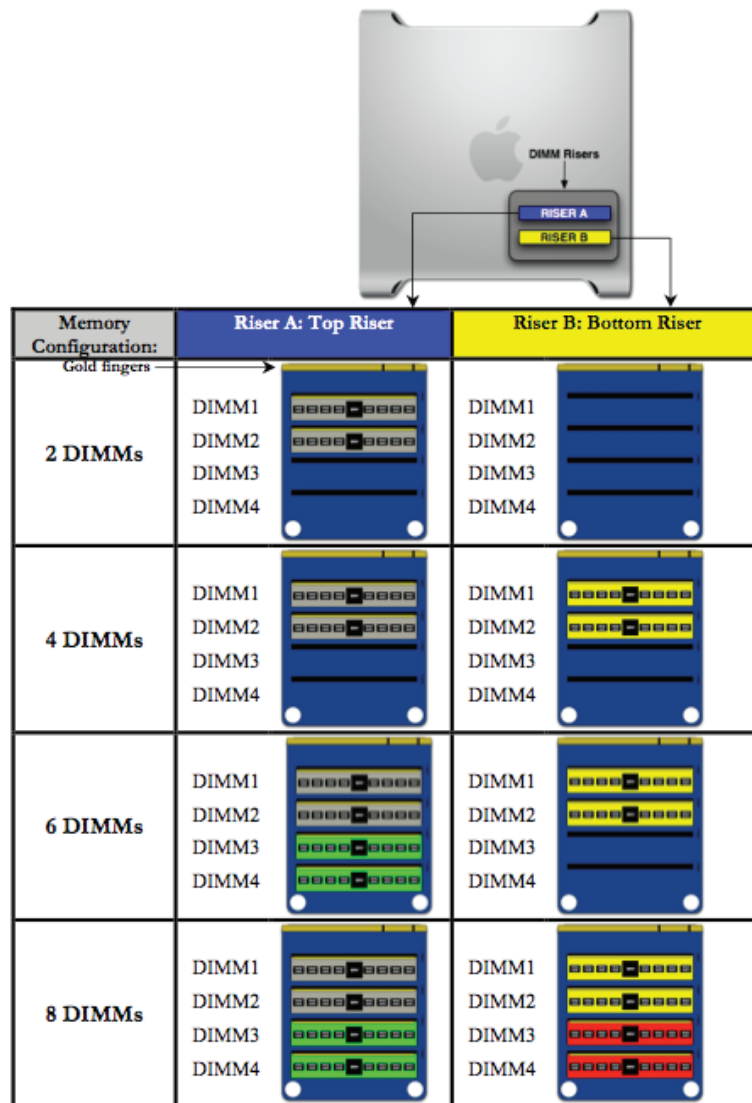 DIMM Risers
RISER A
RISER B
Memory
Configuration:
Riser A: Top Riser
Riser B: Bottom Riser
Gold fingers
2 DIMMs
DIMM1
DIMM2
DIMM3
DIMM4
DIMM1
DIMM2
DIMM3
DIMM4
4 DIMMs
DIMM1
DIMM2
DIMM3
DIMM4
DIMM1
DIMM2
DIMM3
DIMM4
6 DIMMs
DIMM1
DIMM2
DIMM3
DIMM4
DIMM1
DIMM2
DIMM3
DIMM4
8 DIMMs
DIMM1
DIMM2
DIMM3
DIMM4
DIMM1
DIMM2
DIMM3
DIMM4